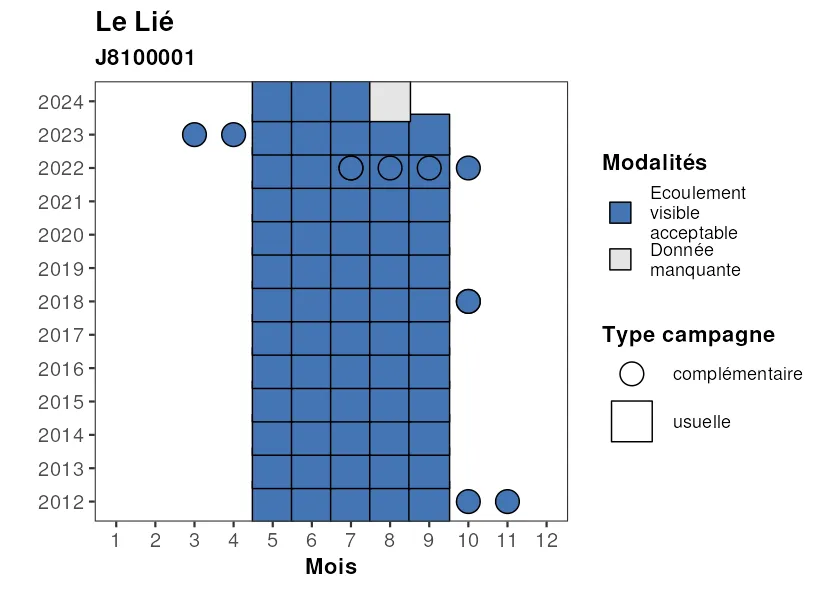 Le Lié
J8100001
2024
2023
2022
2021
2020
2019
2018
2017
2016
2015
2014
2013
2012
1 2 3 4 5 6 7 8 9 10 11 12
Mois
Modalités
Ecoulement
visible
acceptable
Donnée
manquante
Type campagne
complémentaire
usuelle